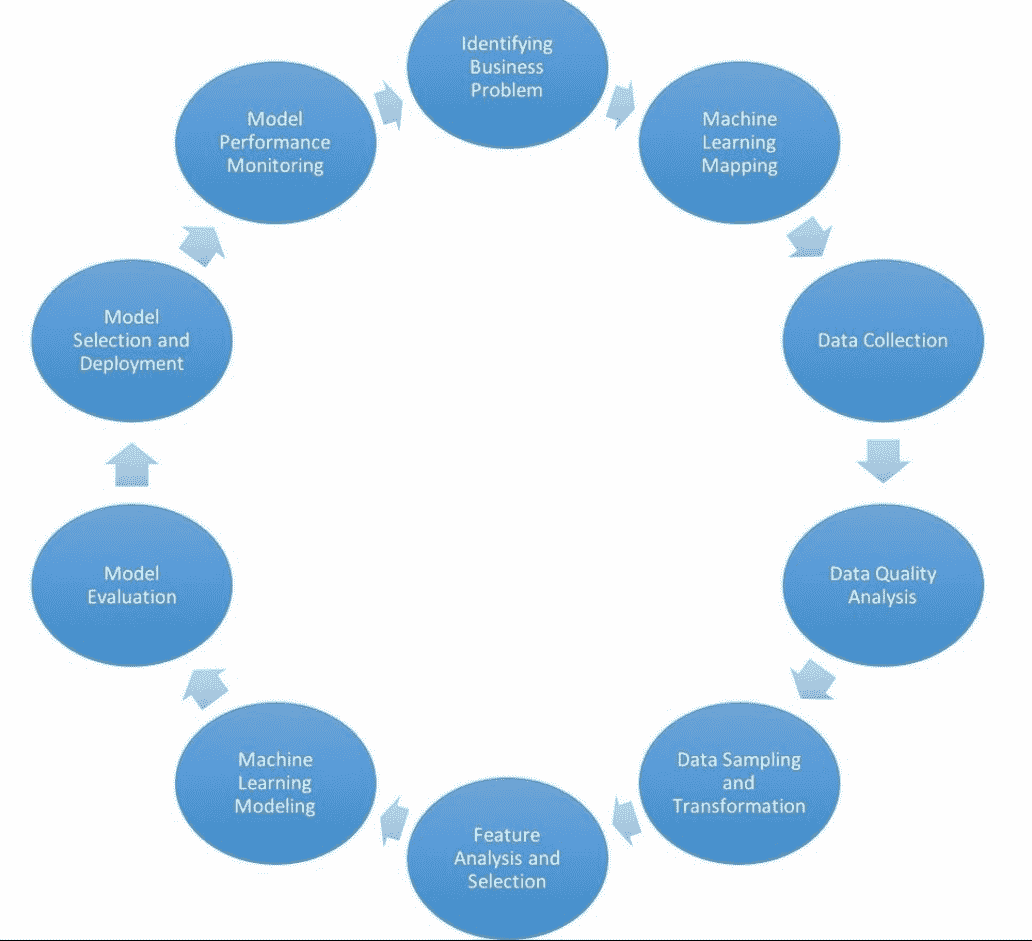 Identifying
Business
Problem
Machine
Learning
Mapping
Data Collection
Data Quality
Analysis
Data Sampling
and
Transformation
Feature
Analysis and
Selection
Machine
Learning
Modeling
Model
Evaluation
Model
Selection and
Deployment
Model
Performance
Monitoring